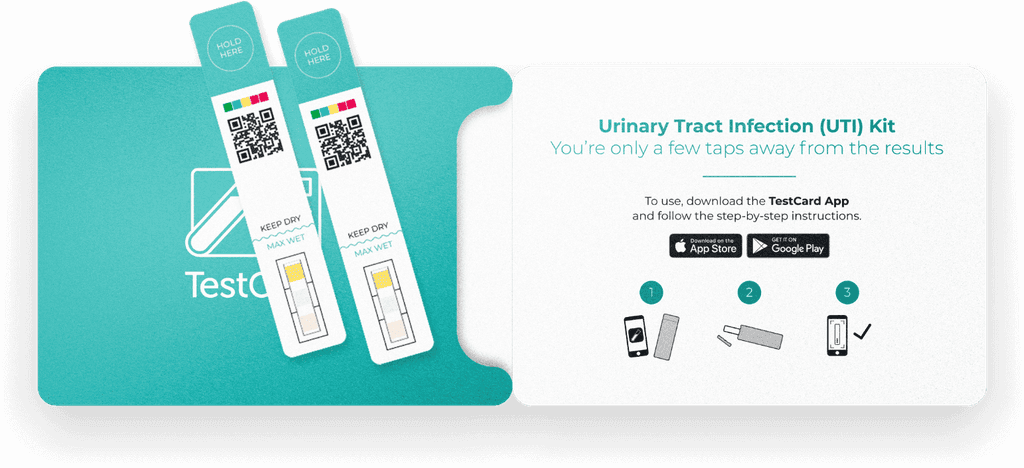 HOLD
HERE
KEEP DRY
MAX WET
HOLD
HERE
KEEP DRY
MAX WET
TestC
Urinary Tract Infection (UTI) Kit
You're only a few taps away from the results
To use, download the TestCard App
and follow the step-by-step instructions.
Download on the
App Store
GET IT ON
Google Play
1
2
3